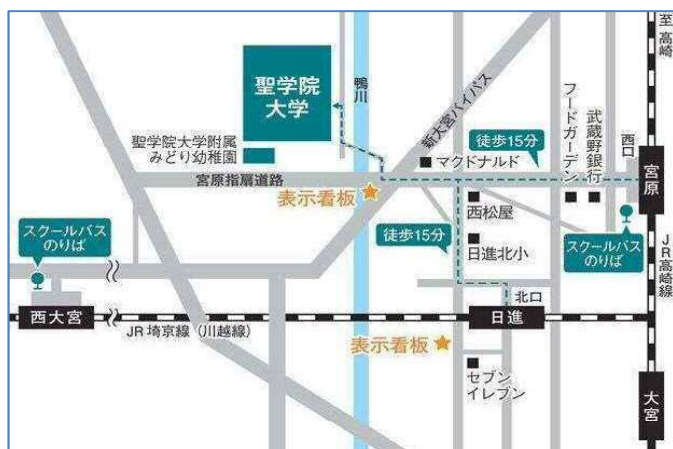 至高崎
聖学院
大学
鴨川
新大宮バイパス
フードガーデン
武蔵野銀行
西口
宮原
聖学院大学附属
みどり幼稚園
徒歩15分
マクドナルド
宮原指扇道路
表示看板
西松屋
スクールバス
のりば
徒歩15分
日進北小
スクールバス
のりば
JR高崎線
北口
西大宮
日進
JR埼京線(川越線)
表示看板
セブン
イレブン
大宮